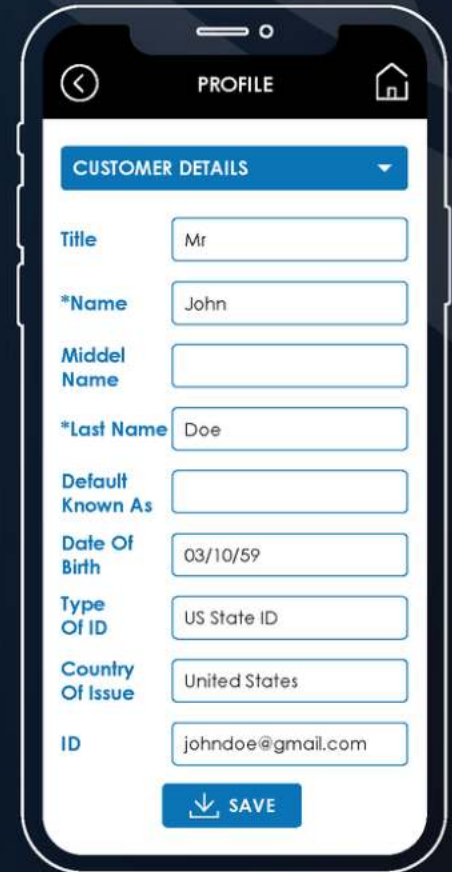 PROFILE
CUSTOMER DETAILS
Title
Mr
*Name
John
Middel
Name
*Last Name
Doe
Default
Known As
Date Of
Birth
03/10/59
Type
Of ID
US State ID
Country
Of Issue
United States
ID
johndoe@gmail.com
SAVE